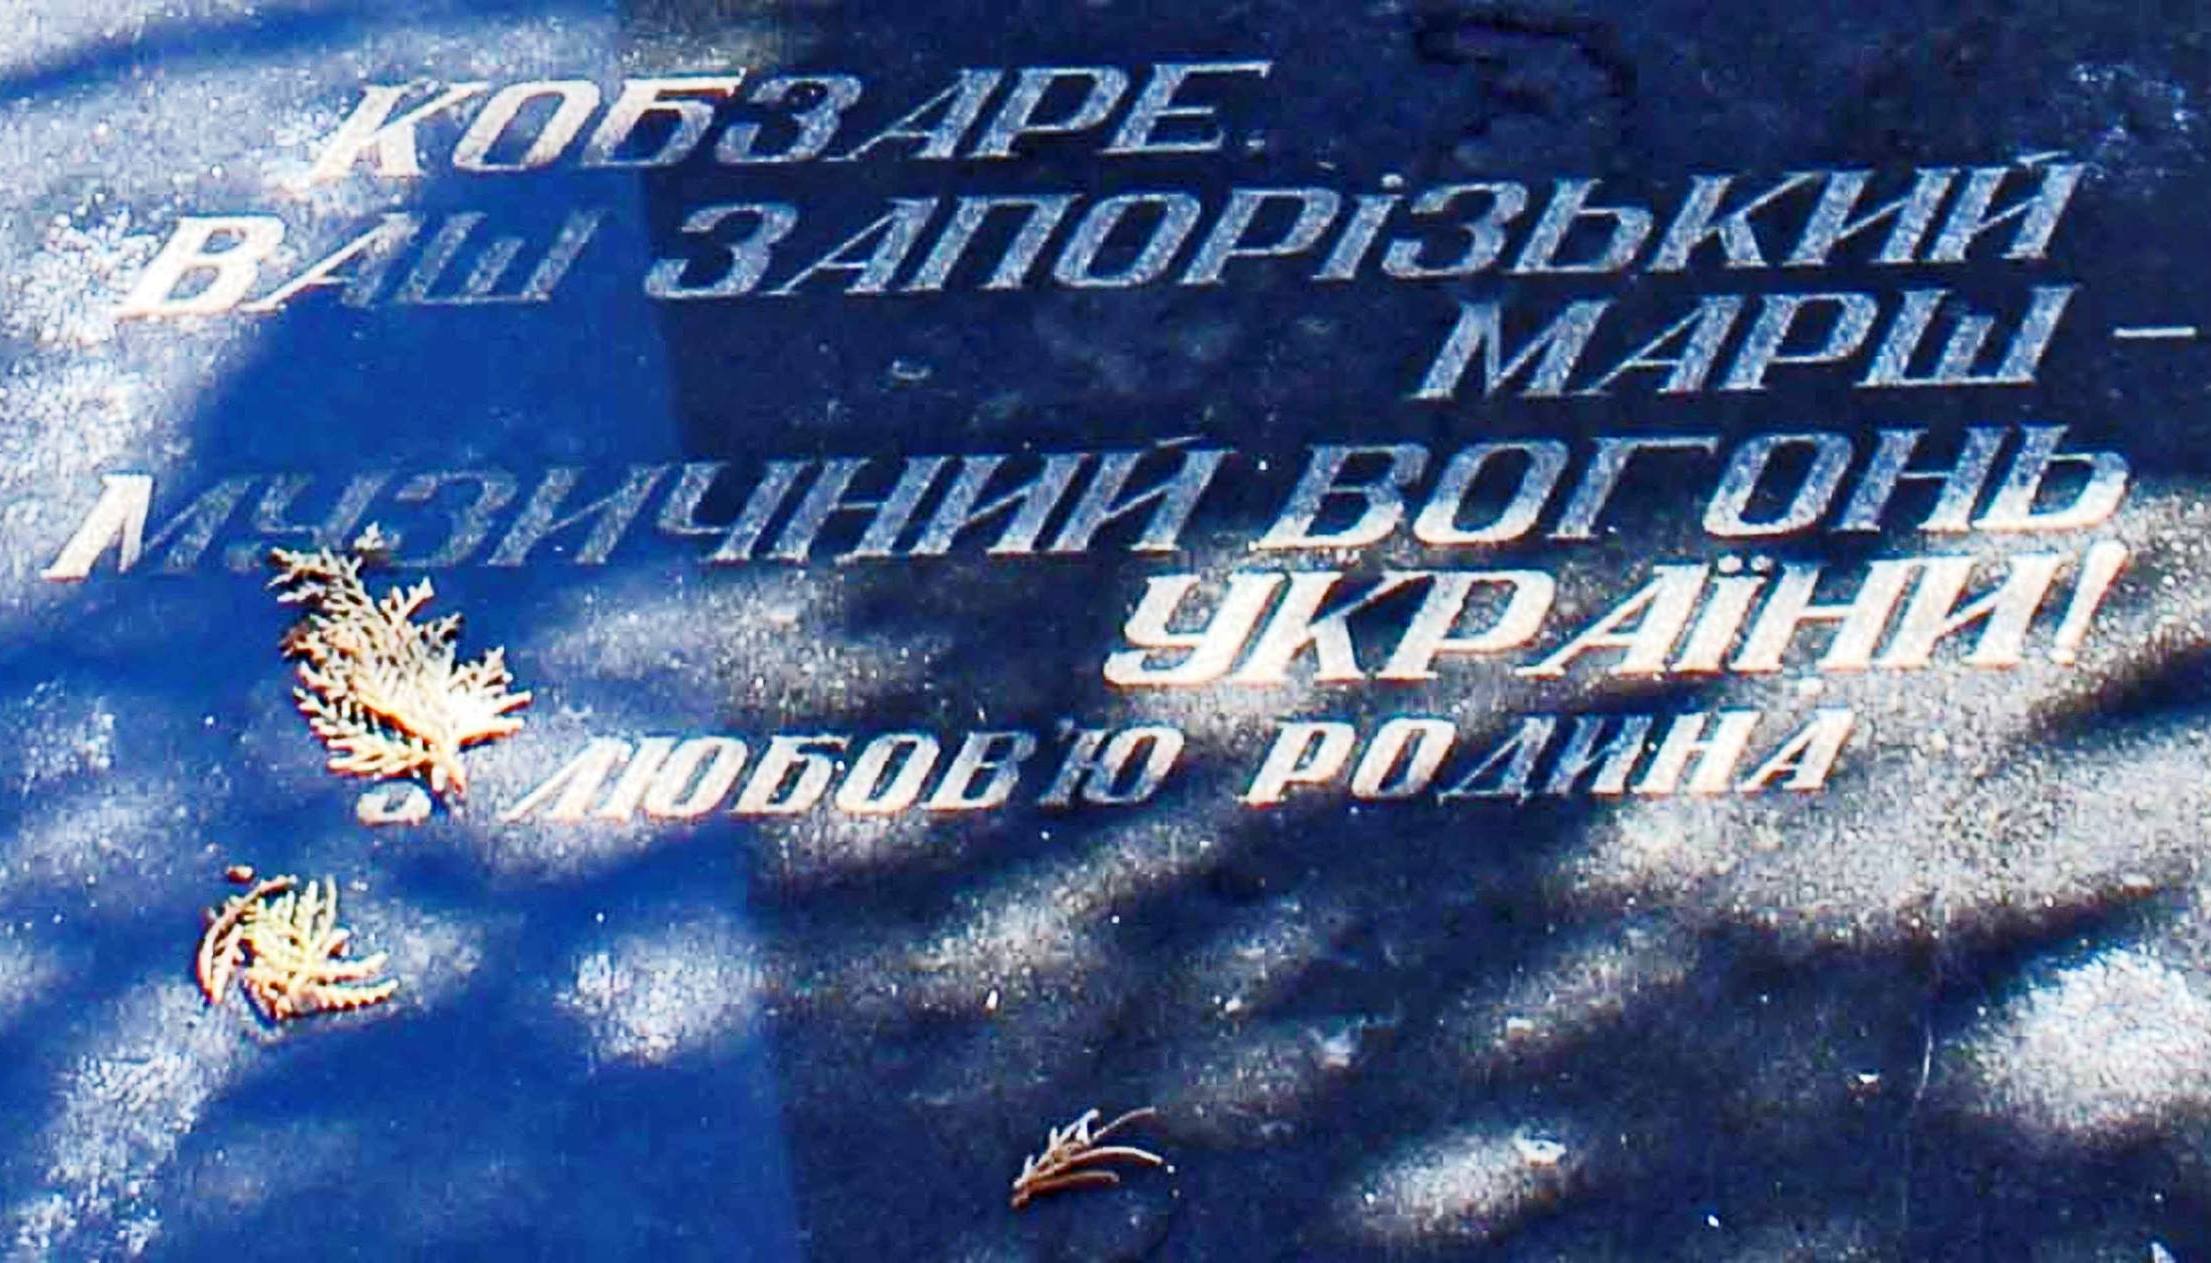 КОБЗАРЕ,
ВАШ ЗАПОРІЗЬКИЙ
МАРШ –
МУЗИЧНИЙ ВОГОНЬ
УКРАЇНИ!
ЛЮБОВ'Ю РОДИНА